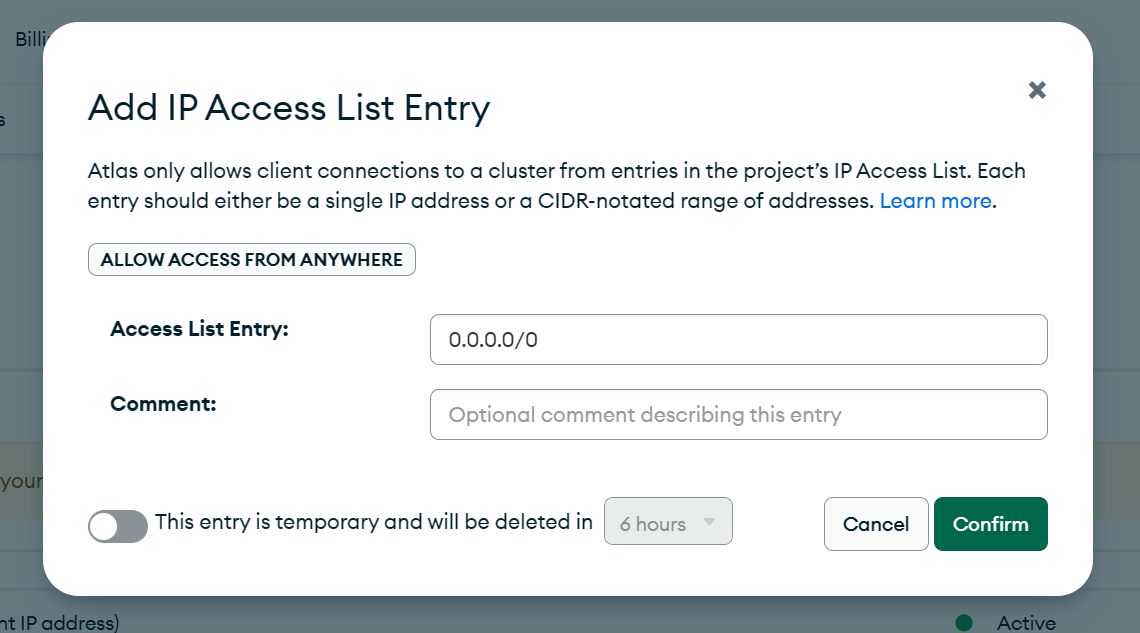 Billi
s
Add IP Access List Entry
Atlas only allows client connections to a cluster from entries in the project’s IP Access List. Each
entry should either be a single IP address or a CIDR-notated range of addresses. Learn more.
ALLOW ACCESS FROM ANYWHERE
Access List Entry:
0.0.0.0/0
Comment:
Optional comment describing this entry
your
This entry is temporary and will be deleted in
6 hours
Cancel
Confirm
nt IP address)
Active